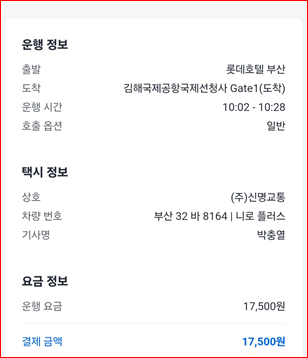 운행 정보
출발 롯데호텔 부산
도착 김해국제공항국제선청사 Gate1(도착)
운행 시간 10:02 - 10:28
호출 옵션 일반
택시 정보
상호 (주)신명교통
차량 번호 부산 32 바 8164 | 니로 플러스
기사명 박충열
요금 정보
운행 요금 17,500원
결제 금액 17,500원